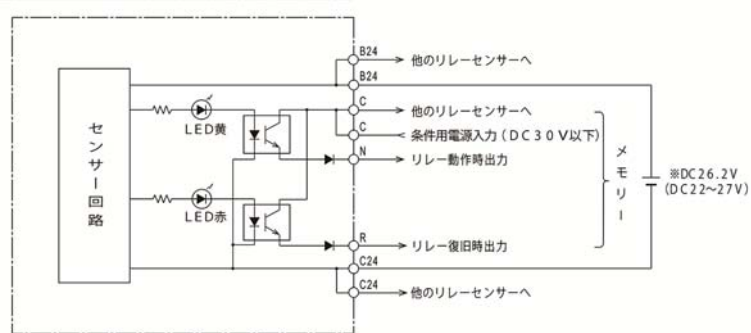 B24
他のリレーセンサーへ
B24
C
他のリレーセンサーへ
C
条件用電源入力（DC30V以下）
N
リレー動作時出力
R
リレー復旧時出力
C24
C24
他のリレーセンサーへ
センサー回路
LED黄
LED赤
メモリー
※DC26.2V
(DC22～27V)